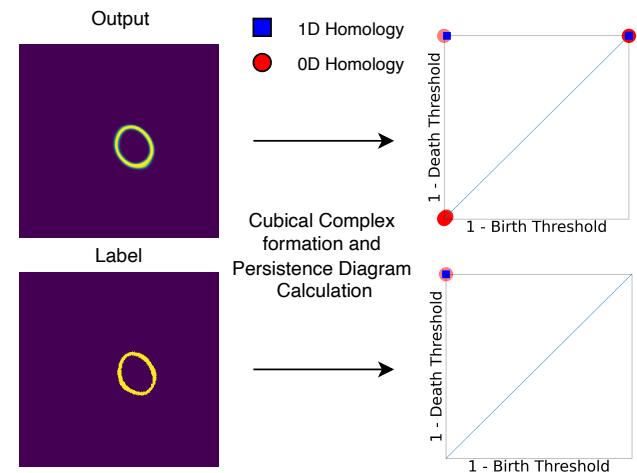 Output
1D Homology
0D Homology
1 - Death Threshold
1 - Birth Threshold
Cubical Complex
formation and
Persistence Diagram
Calculation
Label
1 - Death Threshold
1 - Birth Threshold